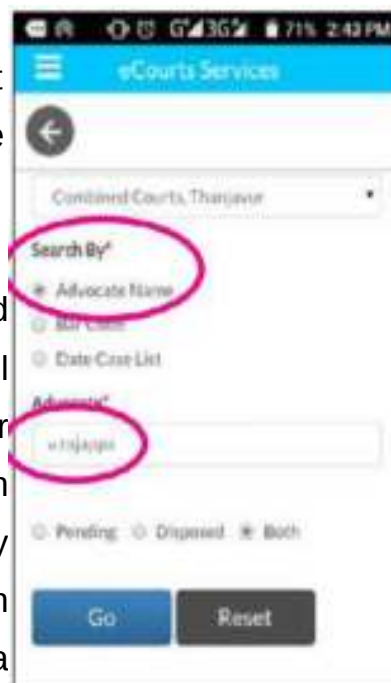 G 3G 71% 2:43 PM
eCourts Services
t
e
Combined Courts, Thanjavur
Search By*
Advocate Name
d
Bar Code
Date Case List
l
Advocate*
r
n
Pending Disposed Both
y
n
Go Reset
a